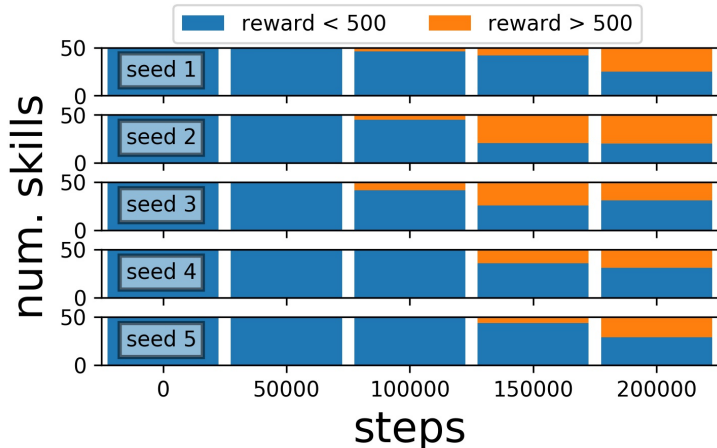 reward < 500 reward > 500
50
seed 1
0
50
seed 2
0
50
seed 3
0
50
seed 4
0
50
seed 5
0
num. skills
0 50000 100000 150000 200000
steps